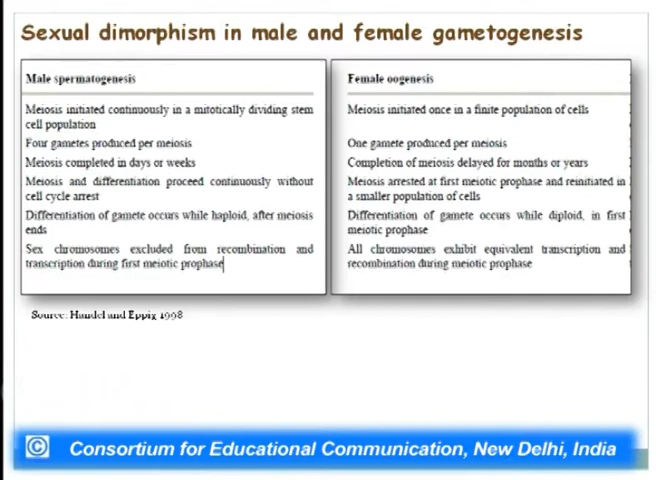 Sexual dimorphism in male and female gametogenesis
Male spermatogenesis
Meiosis initiated continuously in a mitotically dividing stem
cell population
Four gametes produced per meiosis
Meiosis completed in days or weeks
Meiosis and differentiation proceed continuously without
cell cycle arrest
Differentiation of gamete occurs while haploid, after meiosis
ends
Sex chromosomes excluded from recombination and
transcription during first meiotic prophase
Female oogenesis
Meiosis initiated once in a finite population of cells
One gamete produced per meiosis
Completion of meiosis delayed for months or years
Meiosis arrested at first meiotic prophase and reinitiated in
a smaller population of cells
Differentiation of gamete occurs while diploid, in first
meiotic prophase
All chromosomes exhibit equivalent transcription and
recombination during meiotic prophase
Source: Handel and Eppig 1998
© Consortium for Educational Communication, New Delhi, India